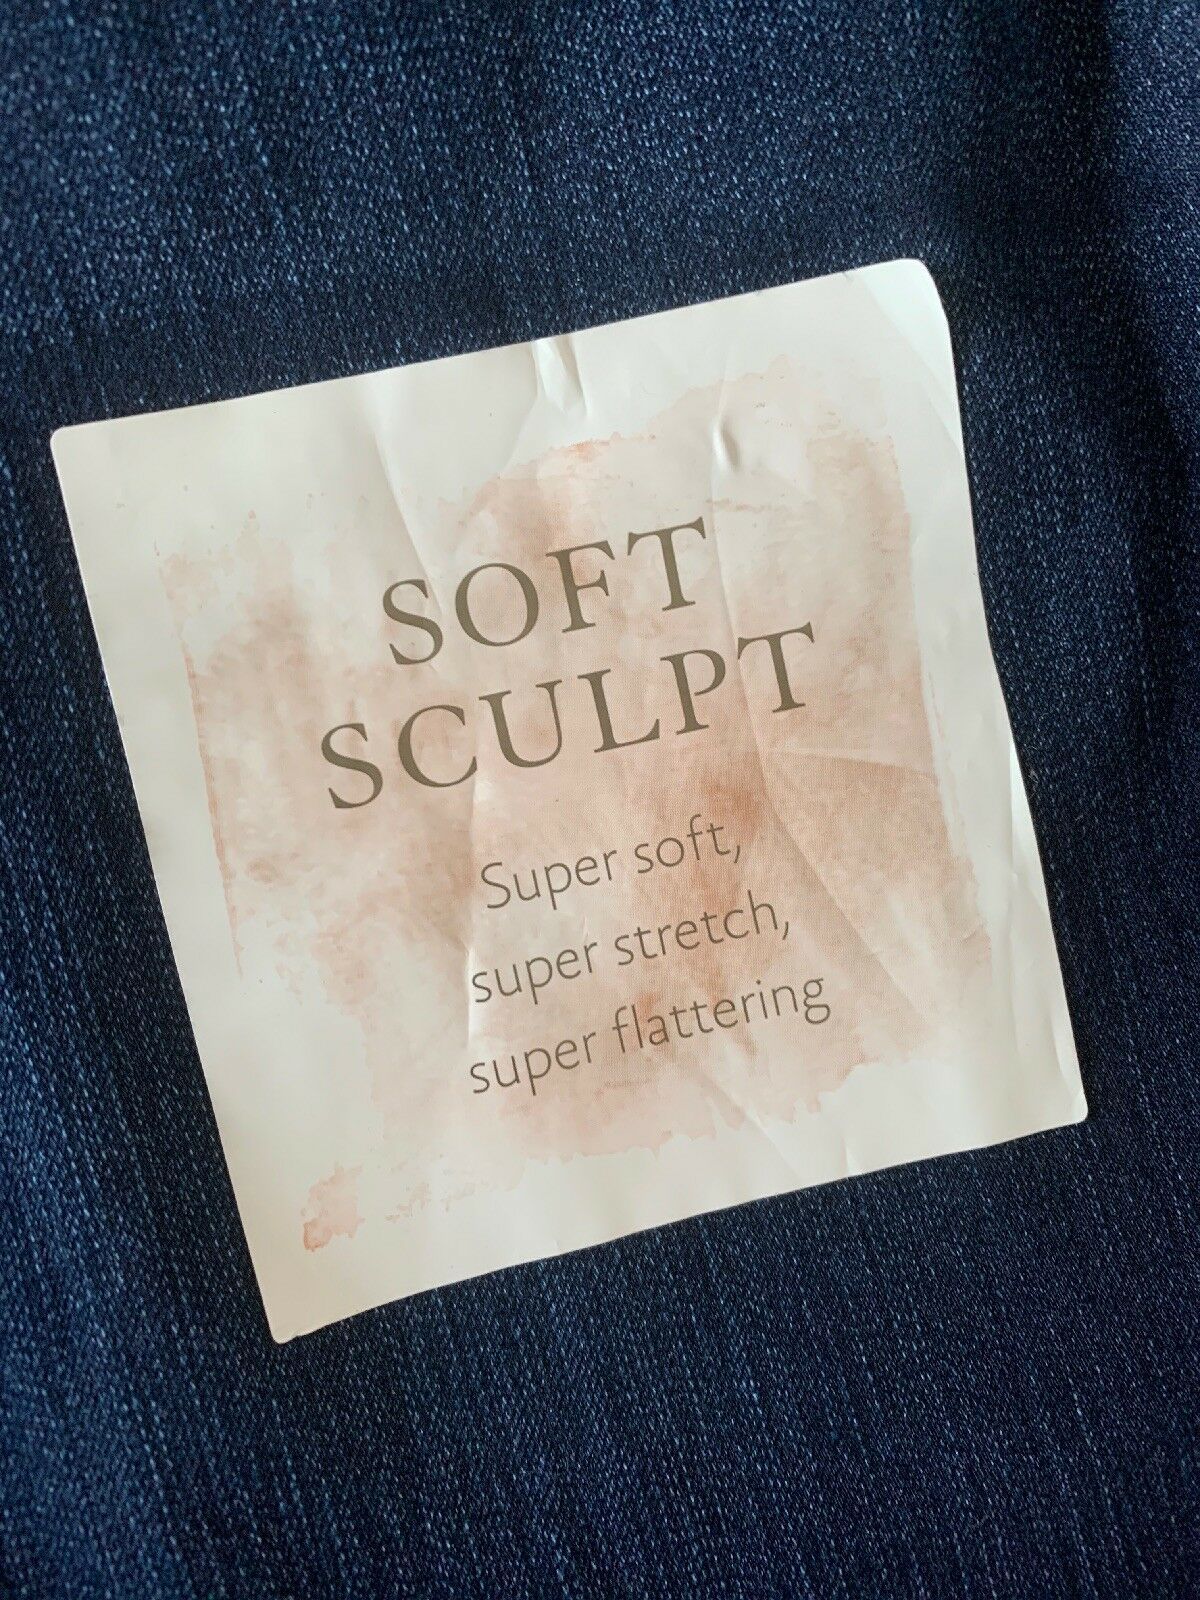 SOFT
SCULPT
Super soft,
super stretch,
super flattering